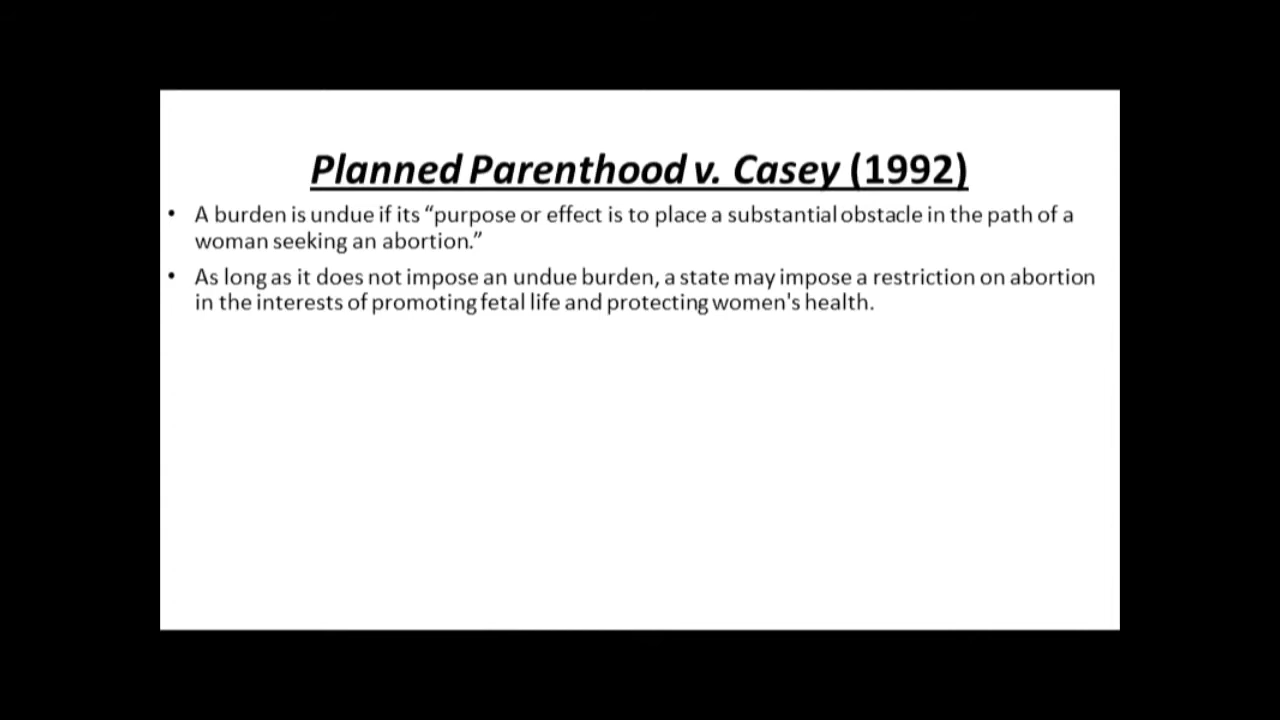 Planned Parenthood v. Casey (1992)
• A burden is undue if its “purpose or effect is to place a substantial obstacle in the path of a
woman seeking an abortion.”
• As long as it does not impose an undue burden, a state may impose a restriction on abortion
in the interests of promoting fetal life and protecting women's health.